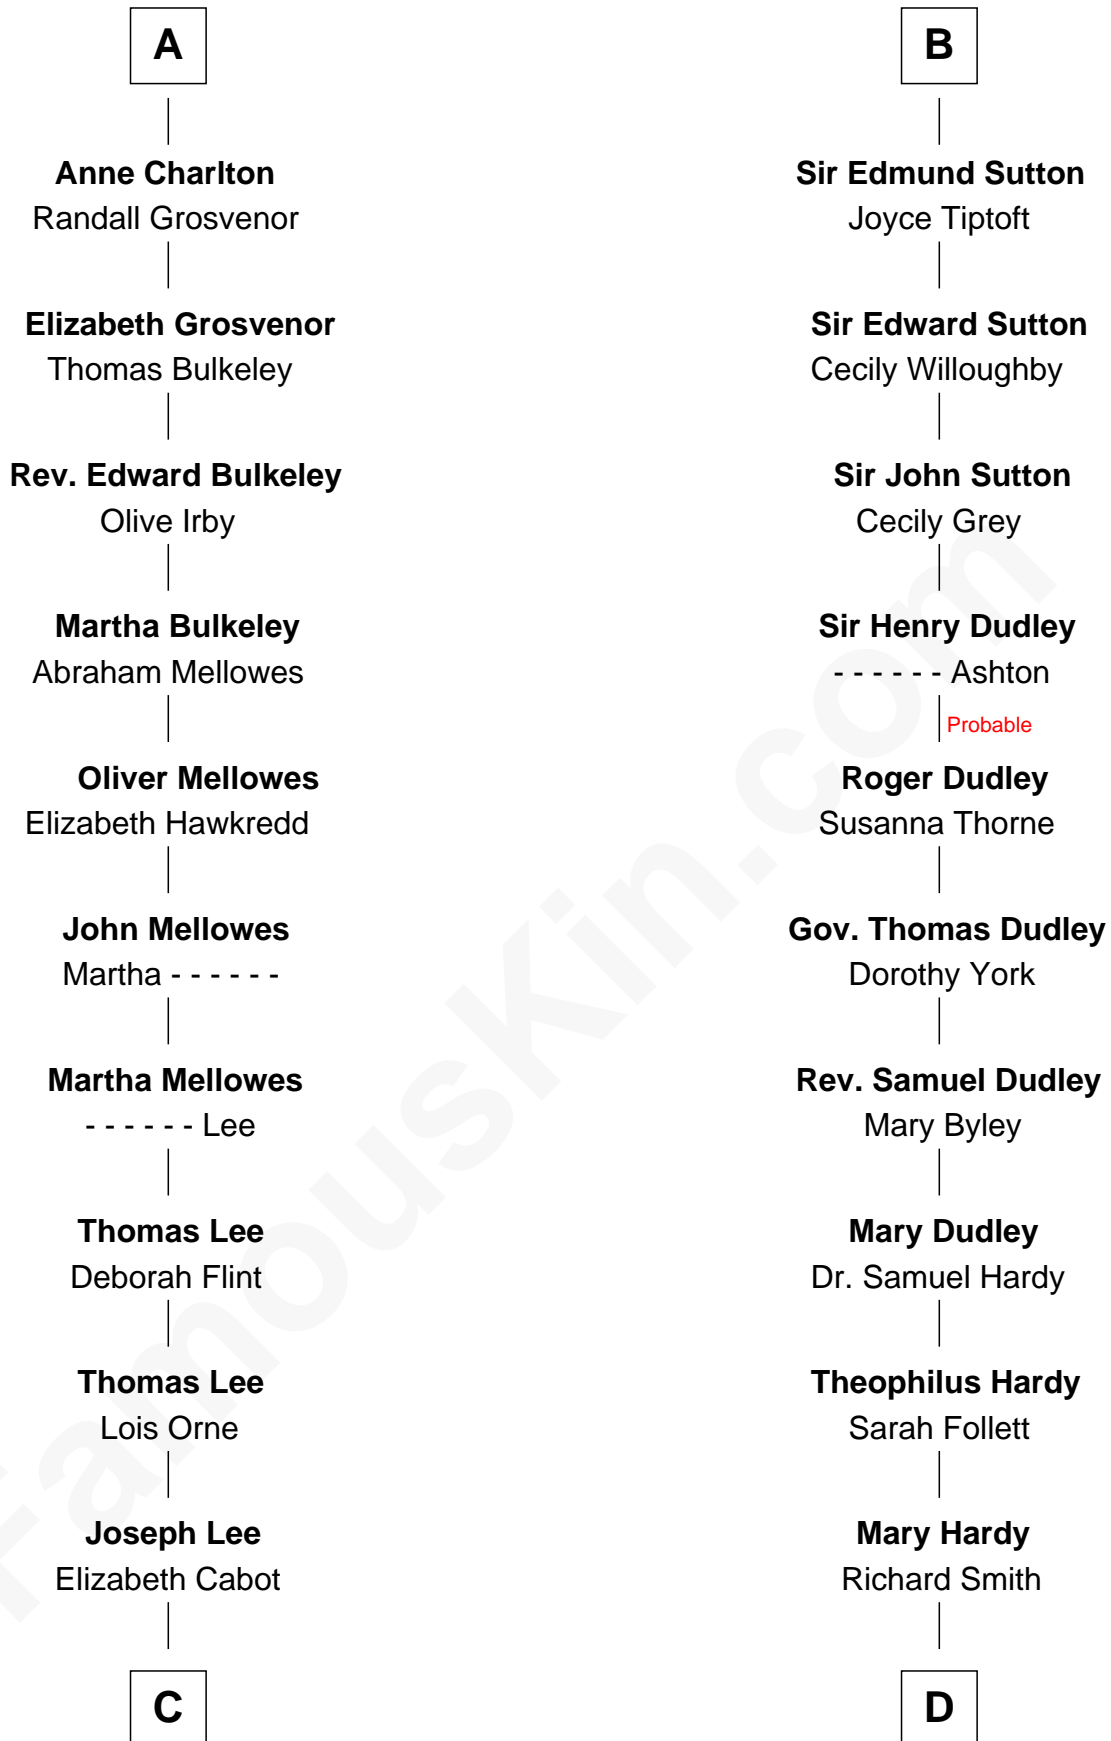 A
Anne Charlton
Randall Grosvenor
Elizabeth Grosvenor
Thomas Bulkeley
Rev. Edward Bulkeley
Olive Irby
Martha Bulkeley
Abraham Mellowes
Oliver Mellowes
Elizabeth Hawkredd
John Mellowes
Martha - - - - - -
Martha Mellowes
- - - - - - Lee
Thomas Lee
Deborah Flint
Thomas Lee
Lois Orne
Joseph Lee
Elizabeth Cabot
C
B
Sir Edmund Sutton
Joyce Tiptoft
Sir Edward Sutton
Cecily Willoughby
Sir John Sutton
Cecily Grey
Sir Henry Dudley
- - - - - - Ashton
Probable
Roger Dudley
Susanna Thorne
Gov. Thomas Dudley
Dorothy York
Rev. Samuel Dudley
Mary Byley
Mary Dudley
Dr. Samuel Hardy
Theophilus Hardy
Sarah Follett
Mary Hardy
Richard Smith
D
FamousKin.com